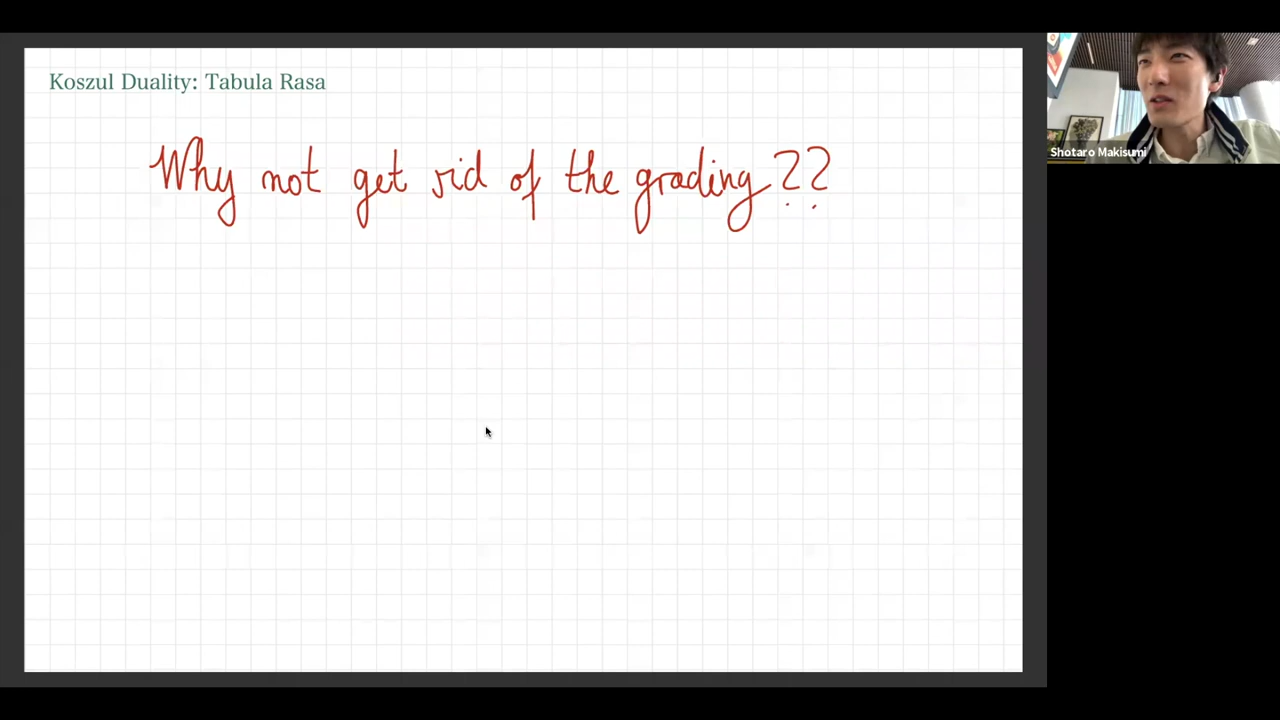 Koszul Duality: Tabula Rasa
Why not get rid of the grading??
Shotaro Makisumi